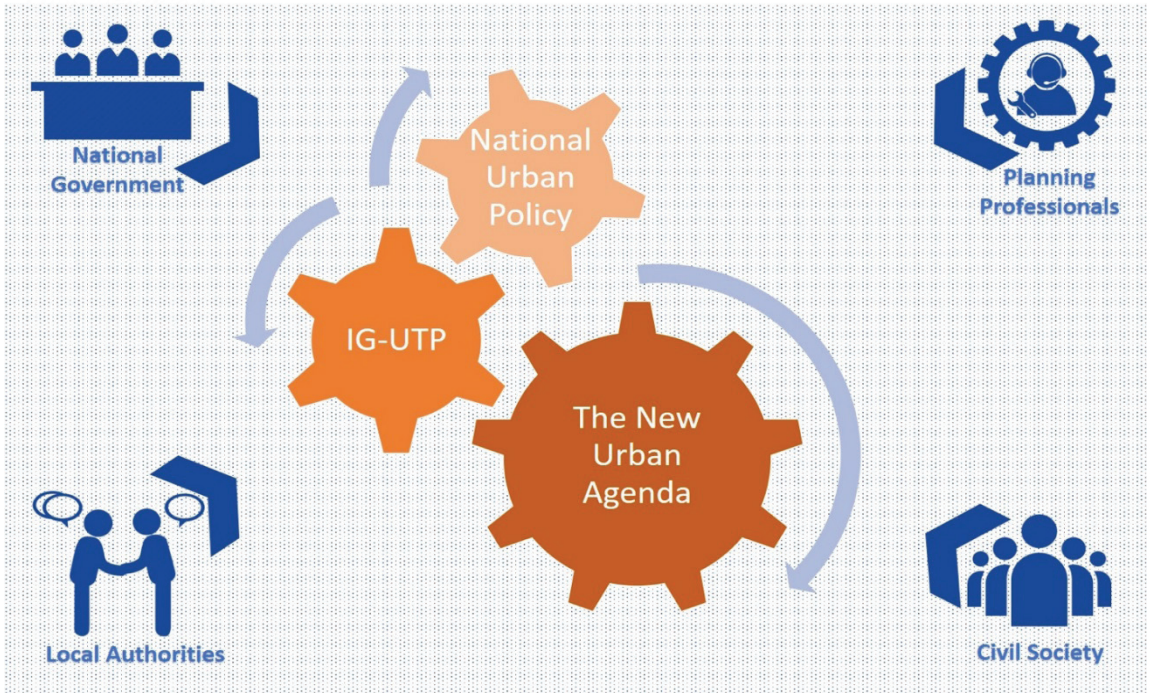 National
Government
National
Urban
Policy
Planning
Professionals
IG-UTP
The New
Urban
Agenda
Local Authorities
Civil Society